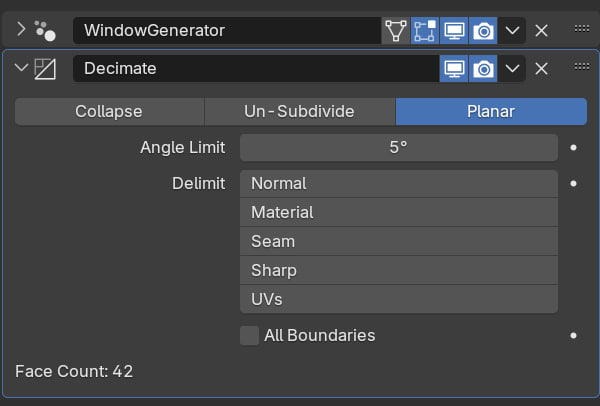 WindowGenerator
Decimate
Collapse Un-Subdivide Planar
Angle Limit 5°
Delimit Normal
Material
Seam
Sharp
UVs
All Boundaries
Face Count: 42